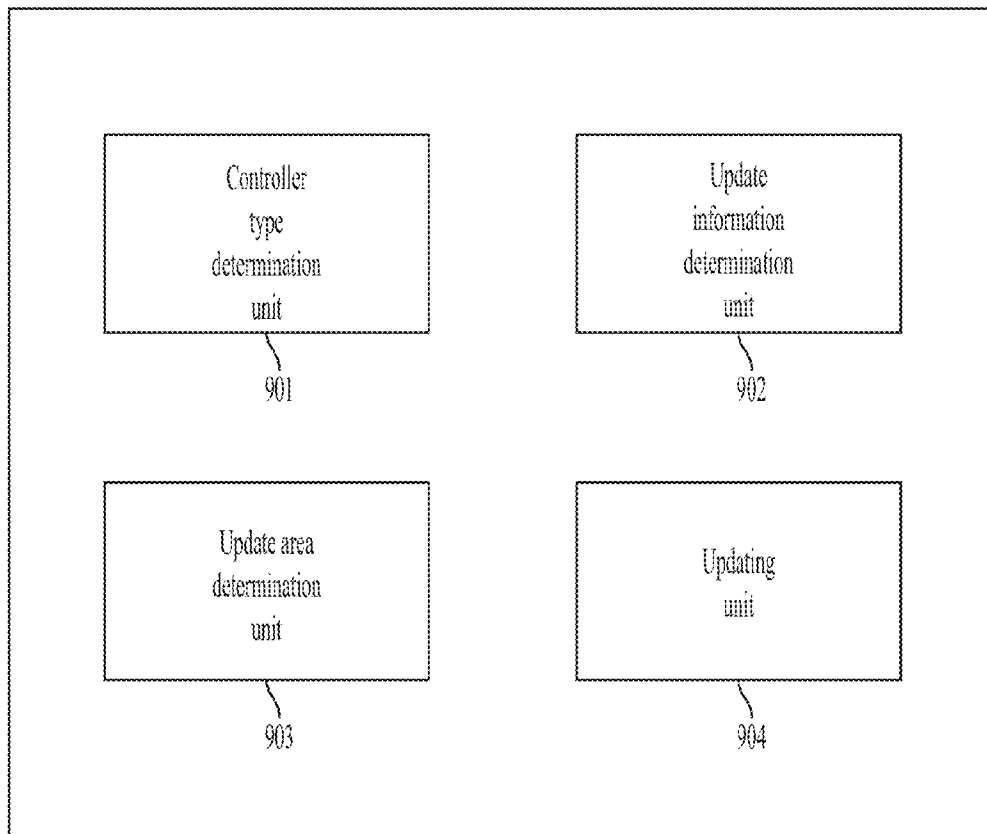 Controller
type
determination
unit
901
Update
information
determination
unit
902
Update area
determination
unit
903
Updating
unit
904